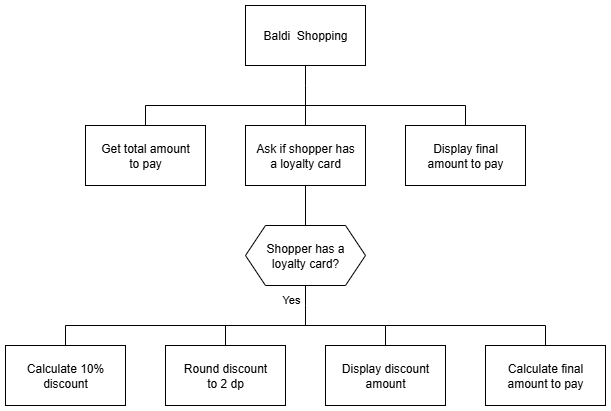 Baldi Shopping
Get total amount
to pay
Ask if shopper has
a loyalty card
Display final
amount to pay
Shopper has a
loyalty card?
Yes
Calculate 10%
discount
Round discount
to 2 dp
Display discount
amount
Calculate final
amount to pay